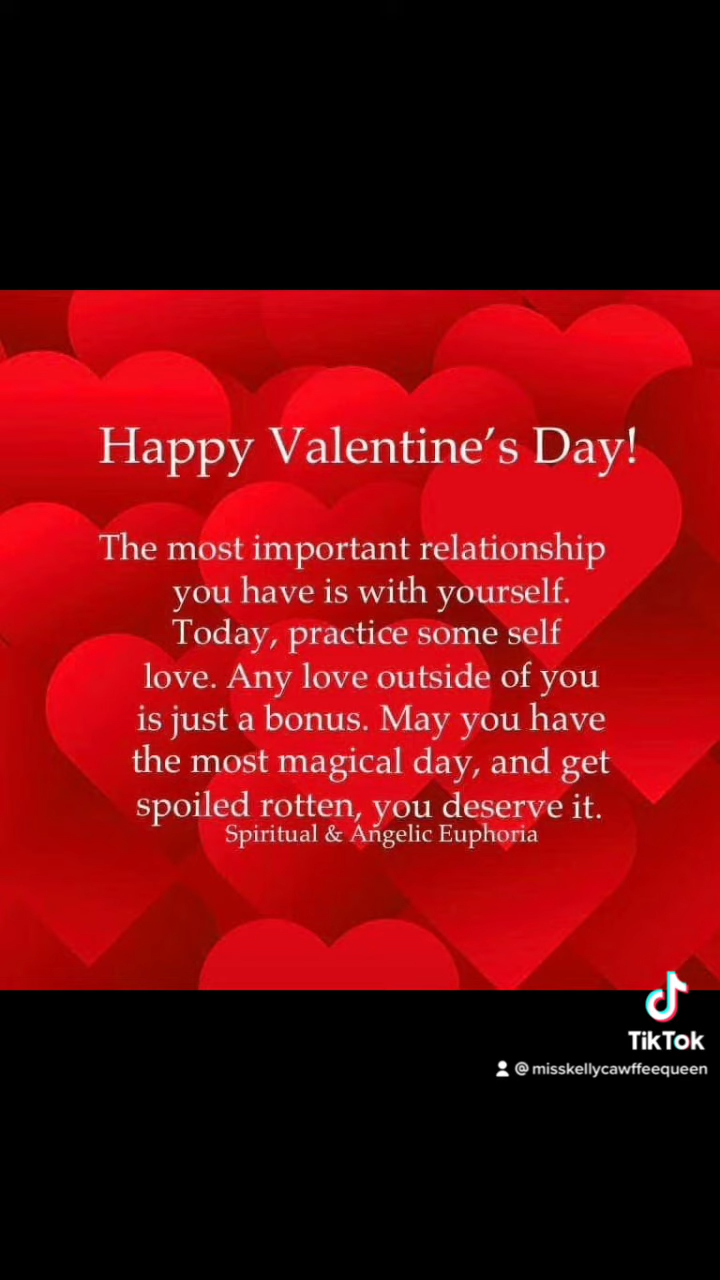 Happy Valentine's Day!
The most important relationship
you have is with yourself.
Today, practice some self
love. Any love outside of you
is just a bonus. May you have
the most magical day, and get
spoiled rotten, you deserve it.
Spiritual & Angelic Euphoria
TikTok
@misskellycawffeequeen